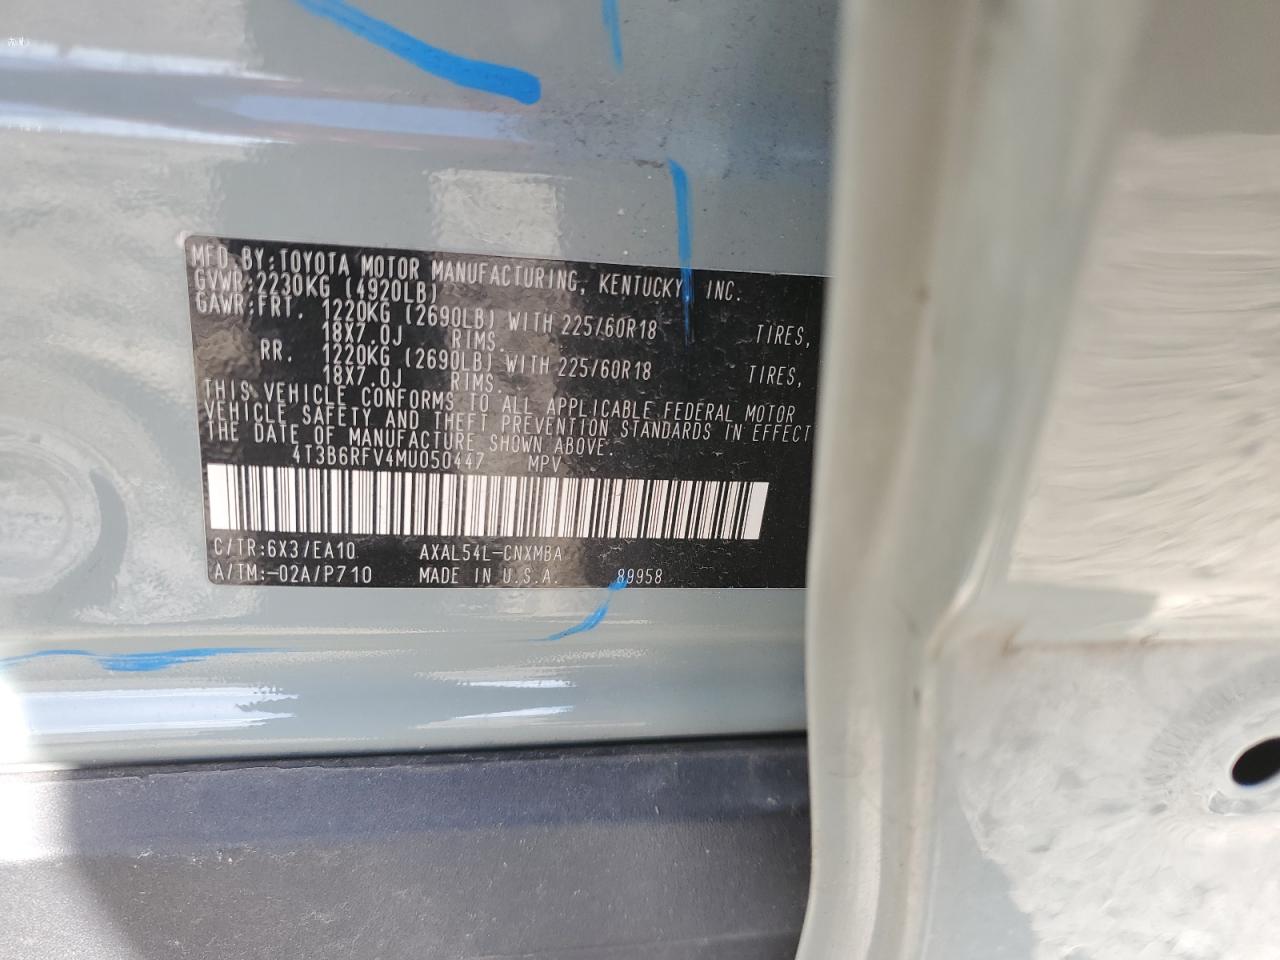 MFD. BY: TOYOTA MOTOR MANUFACTURING, KENTUCKY, INC.
GVWR: 2230KG (4920LB)
GAWR: FRT. 1220KG (2690LB) WITH 225/60R18 TIRES,
18X7.0J RIMS.
RR. 1220KG (2690LB) WITH 225/60R18 TIRES,
18X7.0J RIMS.
THIS VEHICLE CONFORMS TO ALL APPLICABLE FEDERAL MOTOR
VEHICLE SAFETY AND THEFT PREVENTION STANDARDS IN EFFECT
THE DATE OF MANUFACTURE SHOWN ABOVE.
4T3B6RFV4MU050447 MPV
C/TR:6X3/EA10 AXAL54L-CNXMBA
A/TM:-02A/P710 MADE IN U.S.A. 89958